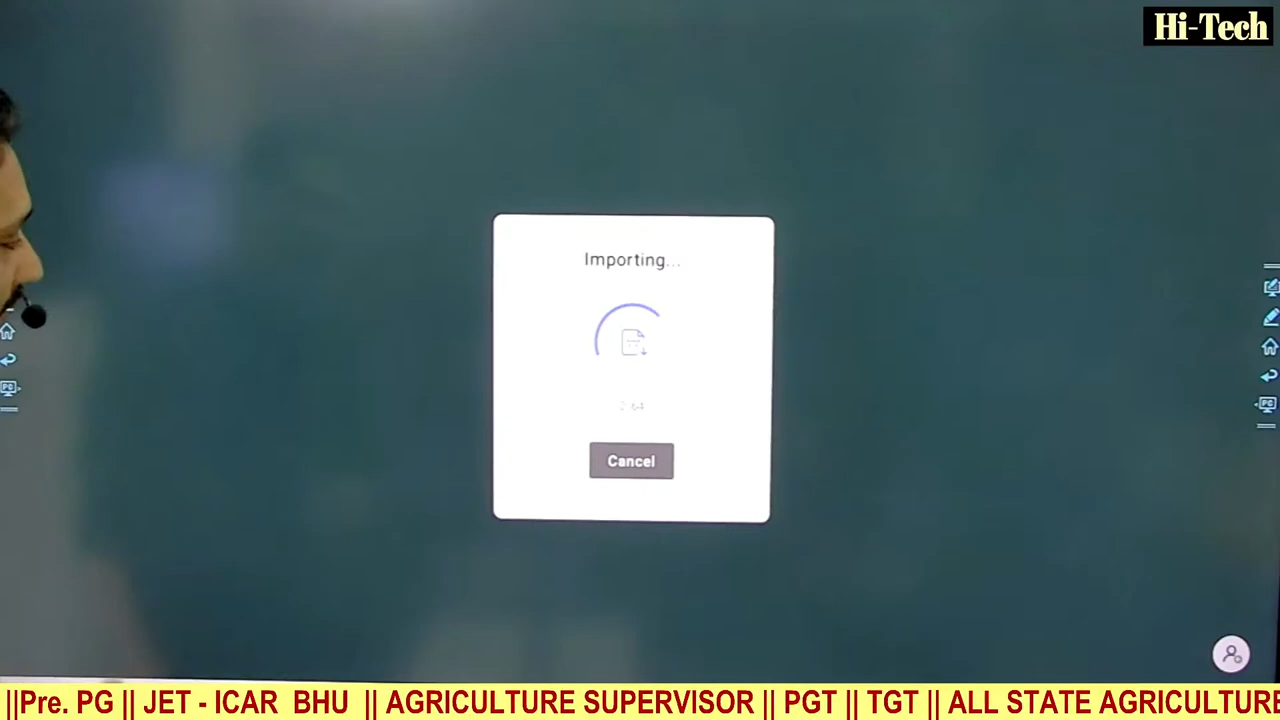 Hi-Tech
Importing...
Cancel
||Pre. PG || JET - ICAR BHU || AGRICULTURE SUPERVISOR || PGT || TGT || ALL STATE AGRICULTURE